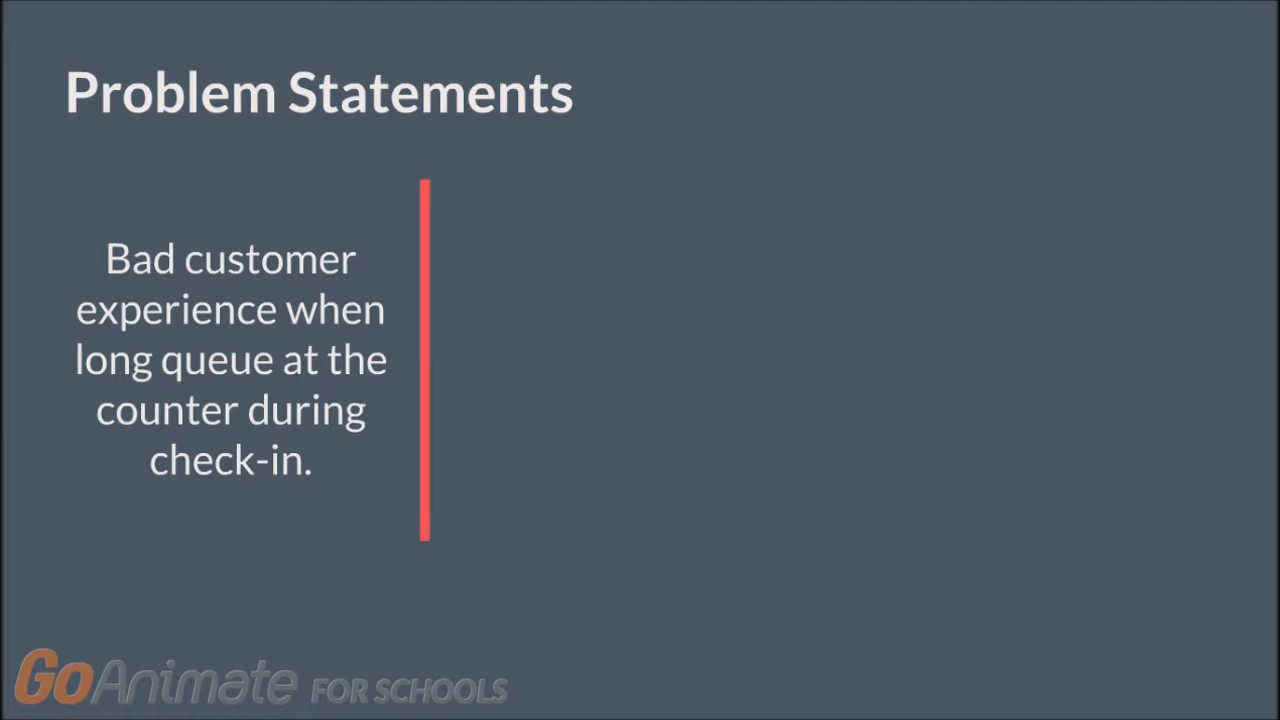 Problem Statements
Bad customer
experience when
long queue at the
counter during
check-in.
GoAnimate FOR SCHOOLS